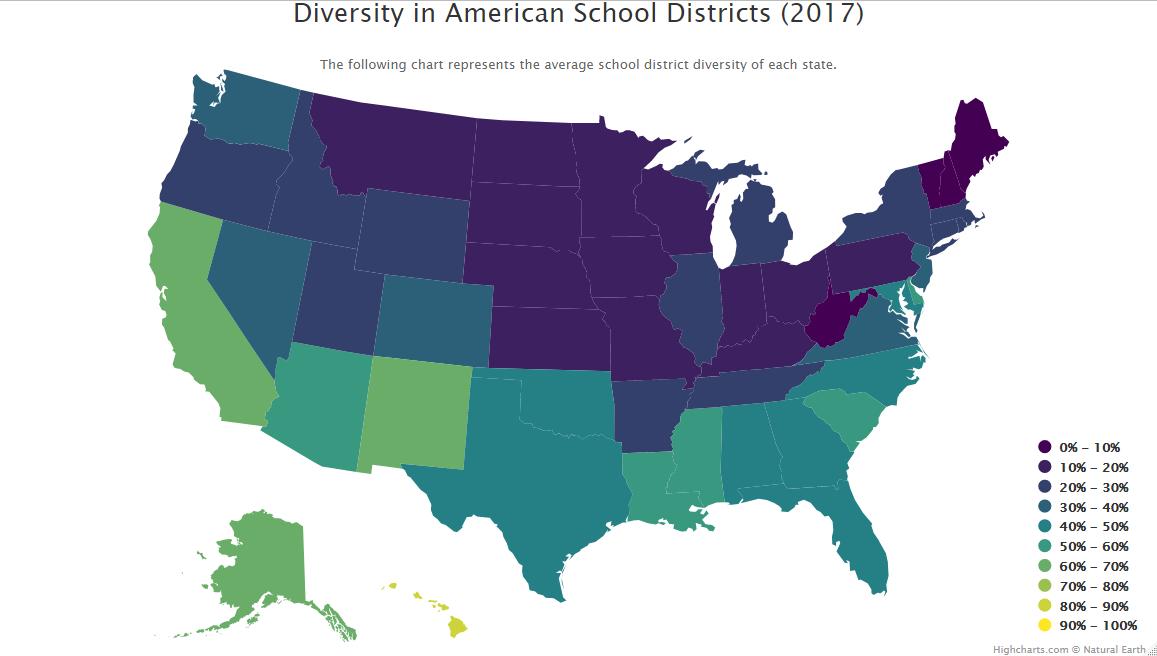 Diversity in American School Districts (2017)
The following chart represents the average school district diversity of each state.
0% – 10%
10% – 20%
20% – 30%
30% – 40%
40% – 50%
50% – 60%
60% – 70%
70% – 80%
80% – 90%
90% – 100%
Highcharts.com © Natural Earth